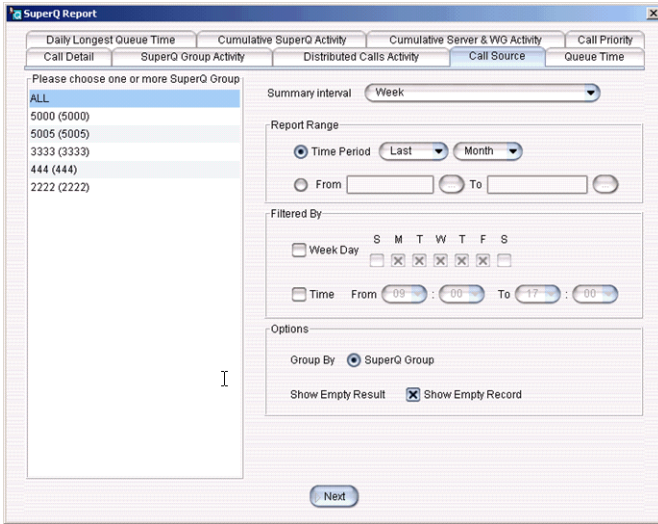 SuperQ Report
Daily Longest Queue Time Cumulative SuperQ Activity Cumulative Server & WG Activity Call Priority
Call Detail SuperQ Group Activity Distributed Calls Activity Call Source Queue Time
Please choose one or more SuperQ Group
ALL
5000 (5000)
5005 (5005)
3333 (3333)
444 (444)
2222 (2222)
Summary interval Week
Report Range
Time Period Last Month
From To
Filtered By
S M T W T F S
Week Day
Time From 09 : 00 To 17 : 00
Options
Group By SuperQ Group
Show Empty Result Show Empty Record
Next